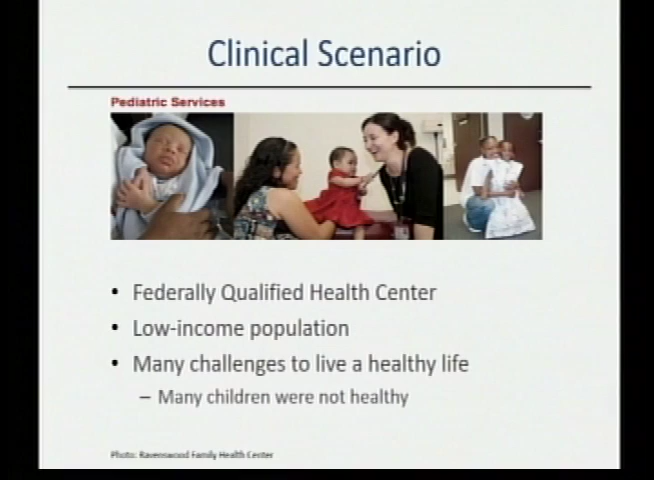 Clinical Scenario
Pediatric Services
• Federally Qualified Health Center
• Low-income population
• Many challenges to live a healthy life
– Many children were not healthy
Photo: Ravenswood Family Health Center